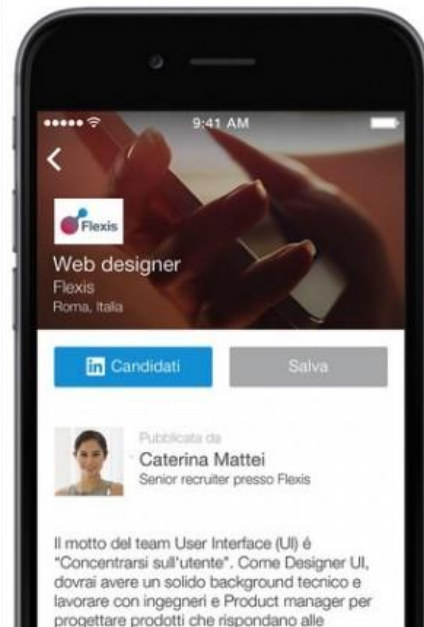 9:41 AM
Flexis
Web designer
Flexis
Roma, Italia
in Candidati
Salva
Pubblicata da
Caterina Mattei
Senior recruiter presso Flexis
Il motto del team User Interface (UI) é
"Concentrarsi sull'utente". Come Designer UI,
dovrai avere un solido background tecnico e
lavorare con ingegneri e Product manager per
progettare prodotti che rispondano alle